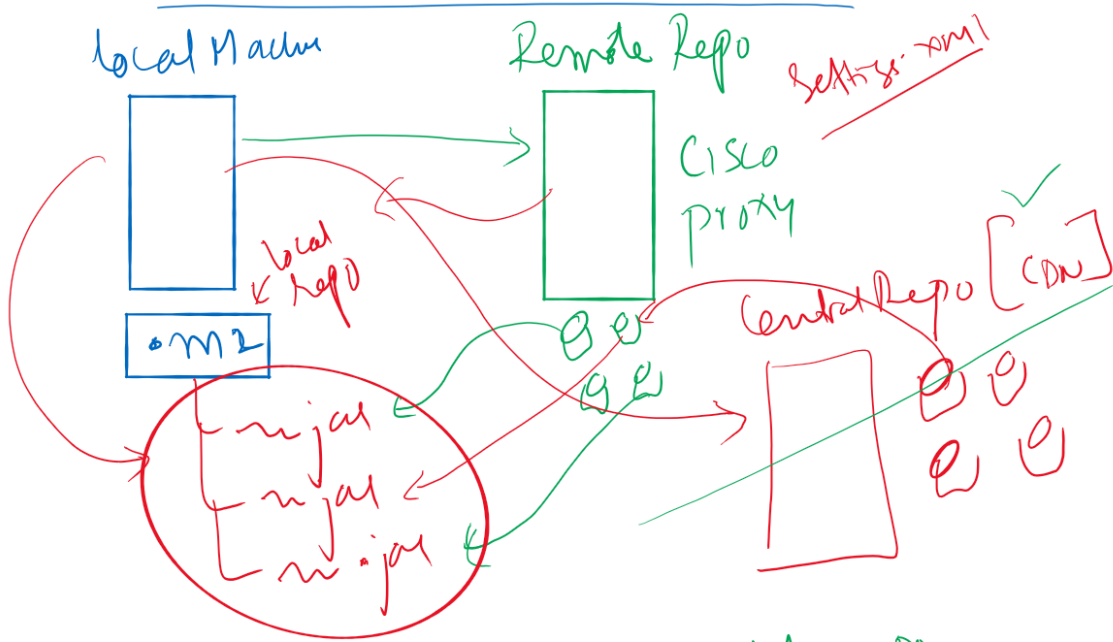 local Machine
Remote Repo
Settings.xml
Cisco
proxy
local
repo
Central Repo [CDN]
.m2
~.jar
~.jar
~.jar